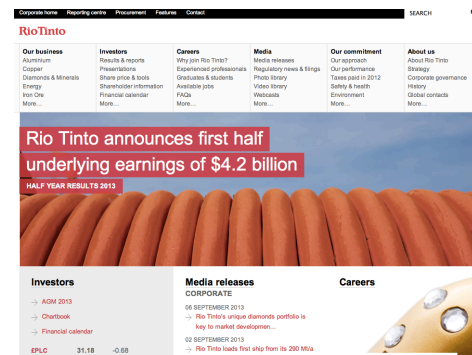 Corporate home Reporting centre Procurement Features Contact SEARCH
RioTinto
Our business
Aluminium
Copper
Diamonds & Minerals
Energy
Iron Ore
More...
Investors
Results & reports
Presentations
Share price & tools
Shareholder information
Financial calendar
More...
Careers
Why join Rio Tinto?
Experienced professionals
Graduates & students
Available jobs
FAQs
More...
Media
Media releases
Regulatory news & filings
Photo library
Video library
Webcasts
More...
Our commitment
Our approach
Our performance
Taxes paid in 2012
Safety & health
Environment
More...
About us
About Rio Tinto
Strategy
Corporate governance
History
Global contacts
More...
Rio Tinto announces first half
underlying earnings of $4.2 billion
HALF YEAR RESULTS 2013
Investors
→ AGM 2013
→ Chartbook
→ Financial calendar
£PLC 31.18 -0.68
Media releases
CORPORATE
06 SEPTEMBER 2013
→ Rio Tinto's unique diamonds portfolio is
key to market developmen...
02 SEPTEMBER 2013
→ Rio Tinto loads first ship from its 290 Mt/a
Careers